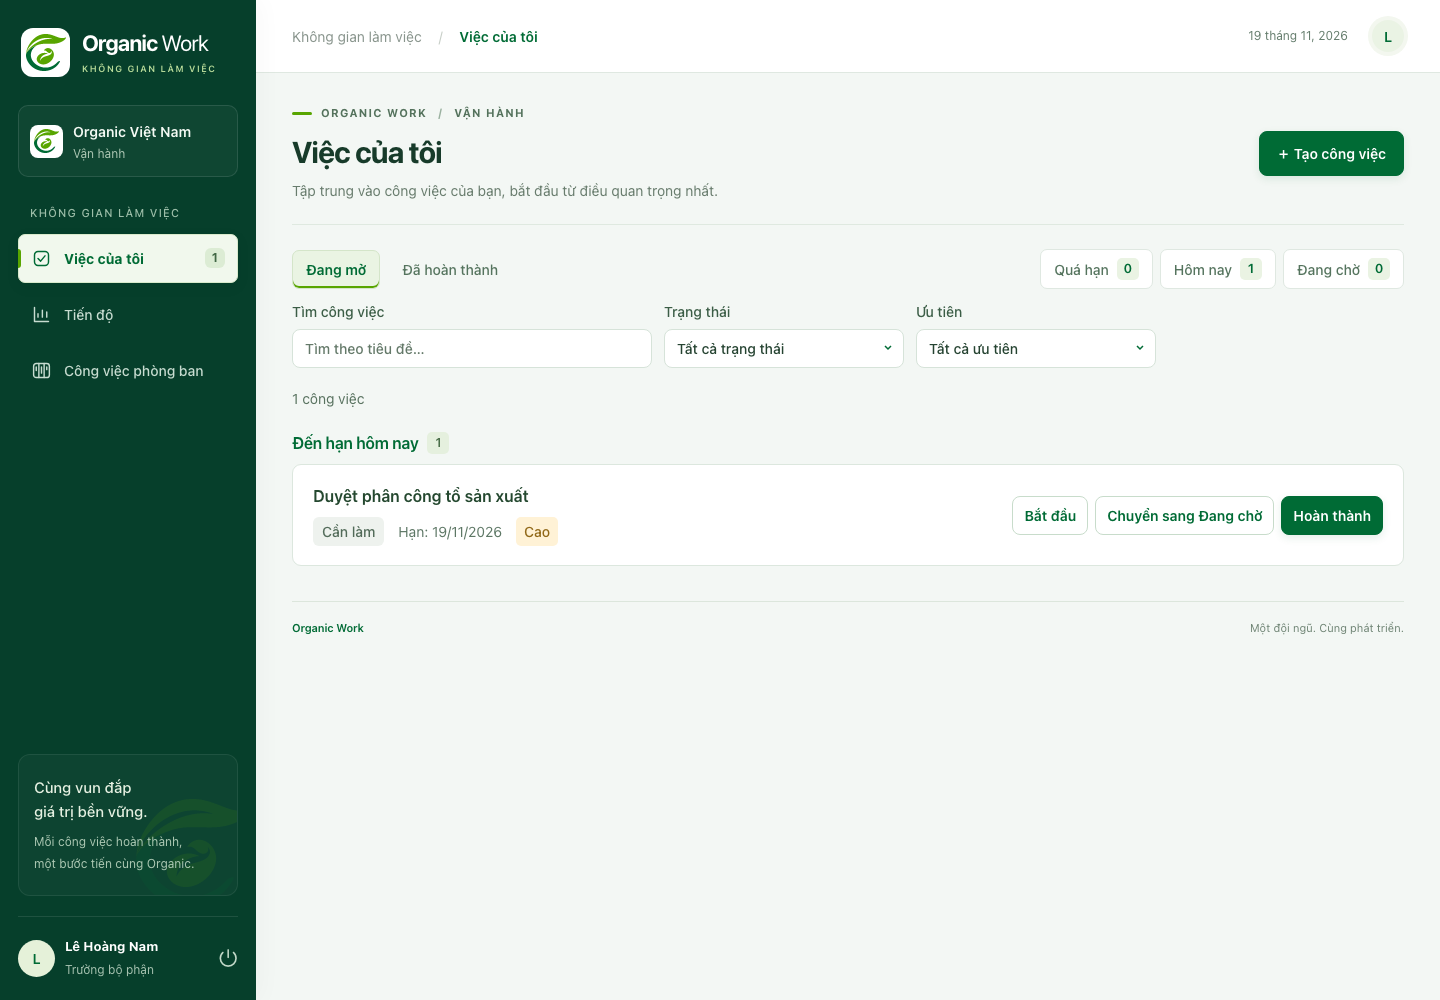 Organic Work
KHÔNG GIAN LÀM VIỆC
Organic Việt Nam
Vận hành
KHÔNG GIAN LÀM VIỆC
Việc của tôi 1
Tiến độ
Công việc phòng ban
Cùng vun đắp
giá trị bền vững.
Mỗi công việc hoàn thành,
một bước tiến cùng Organic.
L
Lê Hoàng Nam
Trưởng bộ phận
Không gian làm việc / Việc của tôi
19 tháng 11, 2026 L
ORGANIC WORK / VẬN HÀNH
Việc của tôi
Tập trung vào công việc của bạn, bắt đầu từ điều quan trọng nhất.
+ Tạo công việc
Đang mở Đã hoàn thành
Quá hạn 0 Hôm nay 1 Đang chờ 0
Tìm công việc Trạng thái Ưu tiên
Tìm theo tiêu đề... Tất cả trạng thái Tất cả ưu tiên
1 công việc
Đến hạn hôm nay 1
Duyệt phân công tổ sản xuất
Cần làm Hạn: 19/11/2026 Cao
Bắt đầu Chuyển sang Đang chờ Hoàn thành
Organic Work
Một đội ngũ. Cùng phát triển.